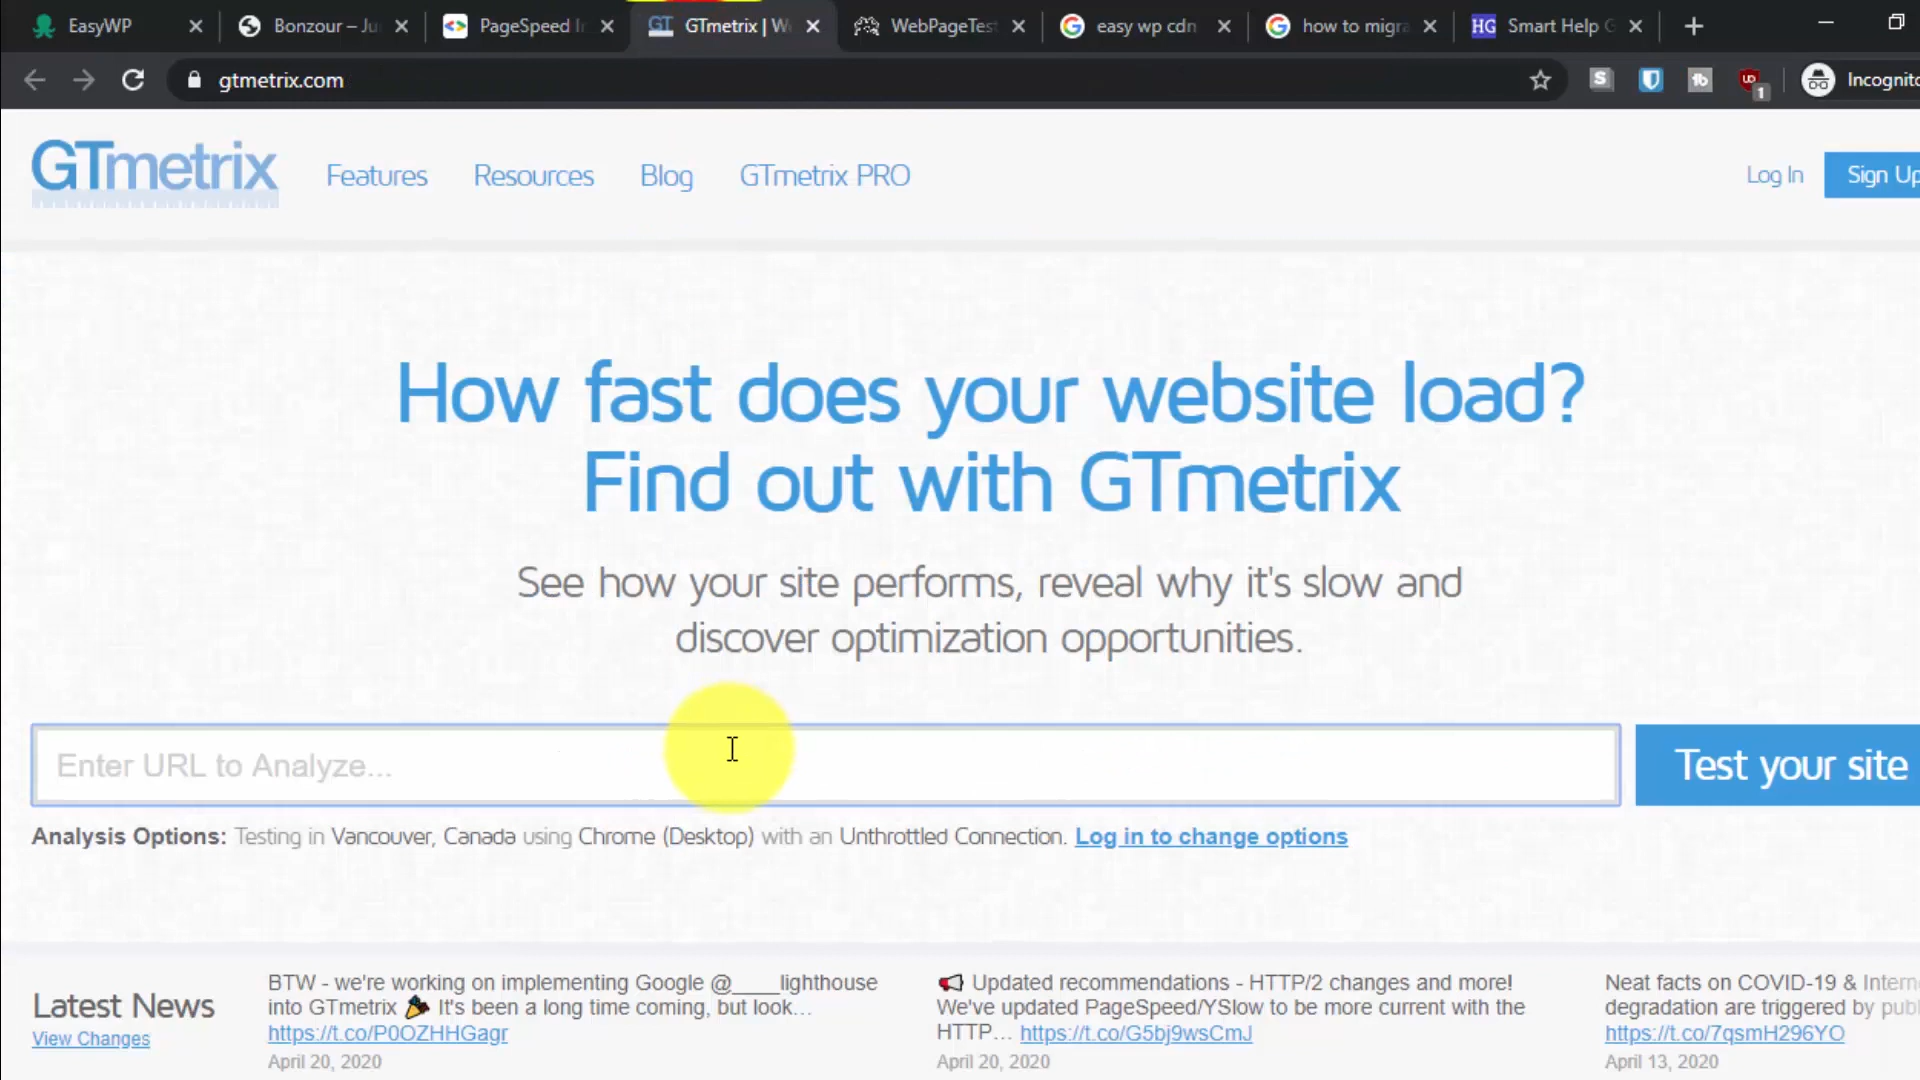 EasyWP
Bonzour – Ju
PageSpeed In
GTmetrix | W
WebPageTest
easy wp cdn
how to migra
Smart Help G
gtmetrix.com
1
Incognito
GTmetrix
Features
Resources
Blog
GTmetrix PRO
Log In
Sign Up
How fast does your website load?
Find out with GTmetrix
See how your site performs, reveal why it's slow and
discover optimization opportunities.
Enter URL to Analyze...
Test your site
Analysis Options: Testing in Vancouver, Canada using Chrome (Desktop) with an Unthrottled Connection. Log in to change options
Latest News
View Changes
BTW - we're working on implementing Google @____lighthouse
into GTmetrix 🎉 It's been a long time coming, but look…
https://t.co/P0OZHHGagr
April 20, 2020
📢 Updated recommendations - HTTP/2 changes and more!
We've updated PageSpeed/YSlow to be more current with the
HTTP… https://t.co/G5bj9wsCmJ
April 20, 2020
Neat facts on COVID-19 & Intern
degradation are triggered by publ
https://t.co/7qsmH296YO
April 13, 2020